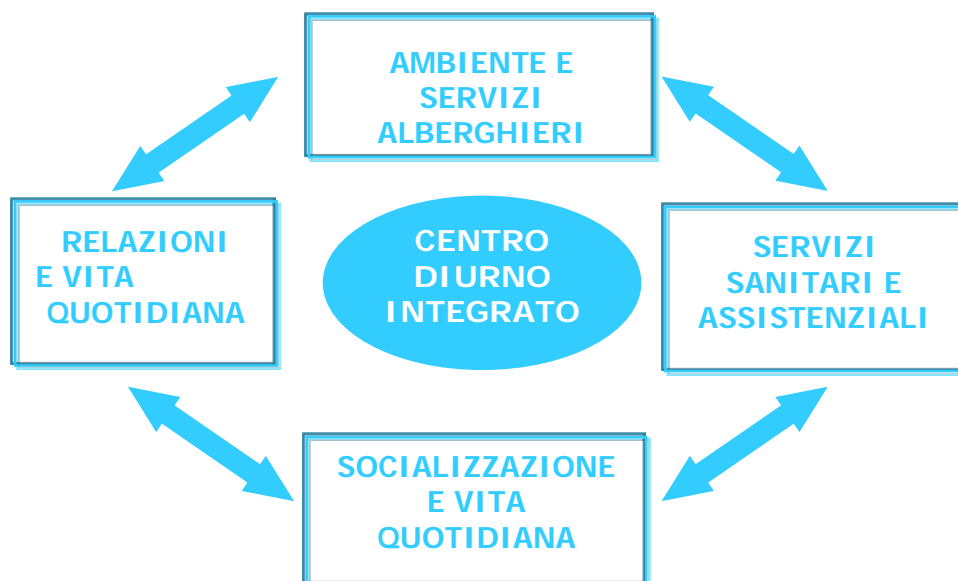 AMBIENTE E
SERVIZI
ALBERGHIERI
RELAZIONI
E VITA
QUOTIDIANA
CENTRO
DIURNO
INTEGRATO
SERVIZI
SANITARI E
ASSISTENZIALI
SOCIALIZZAZIONE
E VITA
QUOTIDIANA